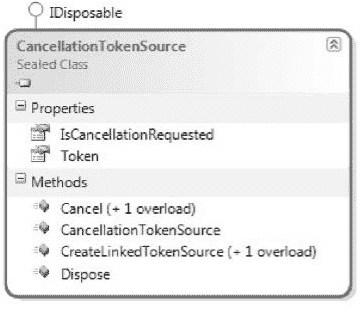 IDisposable
CancellationTokenSource
Sealed Class
Properties
IsCancellationRequested
Token
Methods
Cancel (+ 1 overload)
CancellationTokenSource
CreateLinkedTokenSource (+ 1 overload)
Dispose